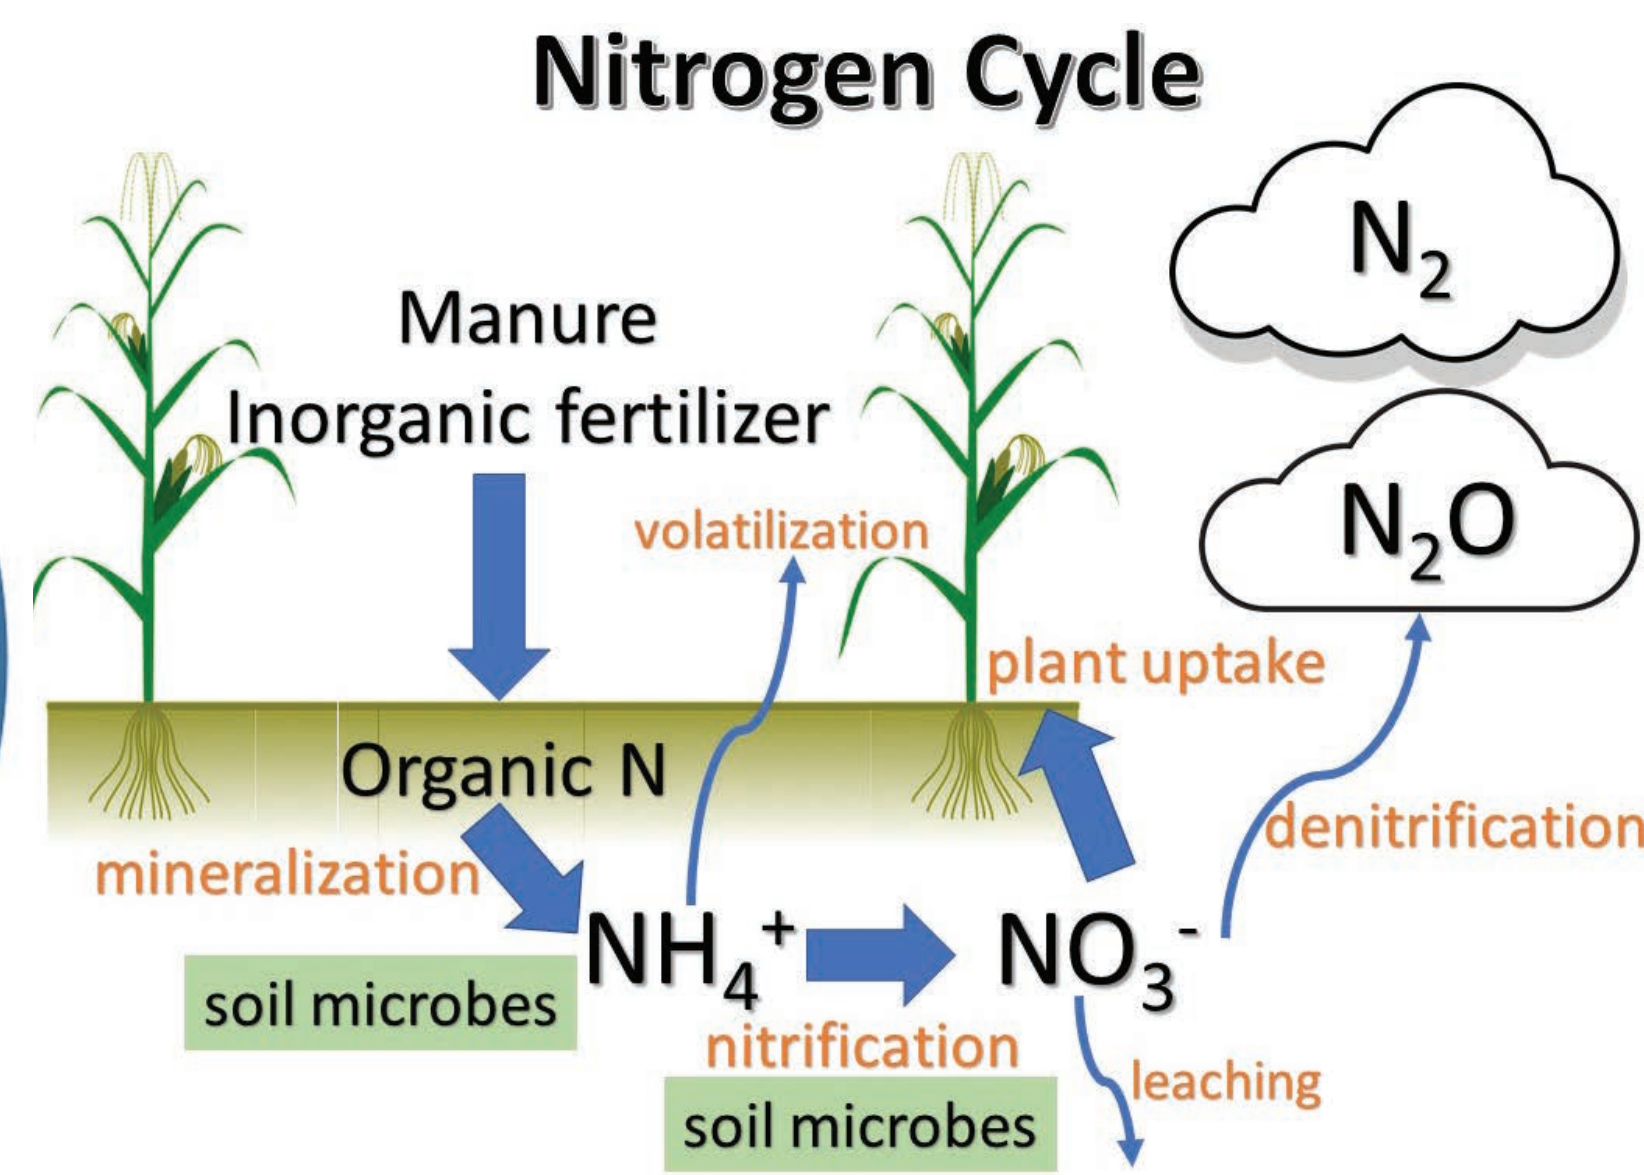 Nitrogen Cycle
N₂
Manure
Inorganic fertilizer
N₂O
volatilization
plant uptake
Organic N
denitrification
mineralization
NH₄⁺
NO₃⁻
soil microbes
nitrification
leaching
soil microbes